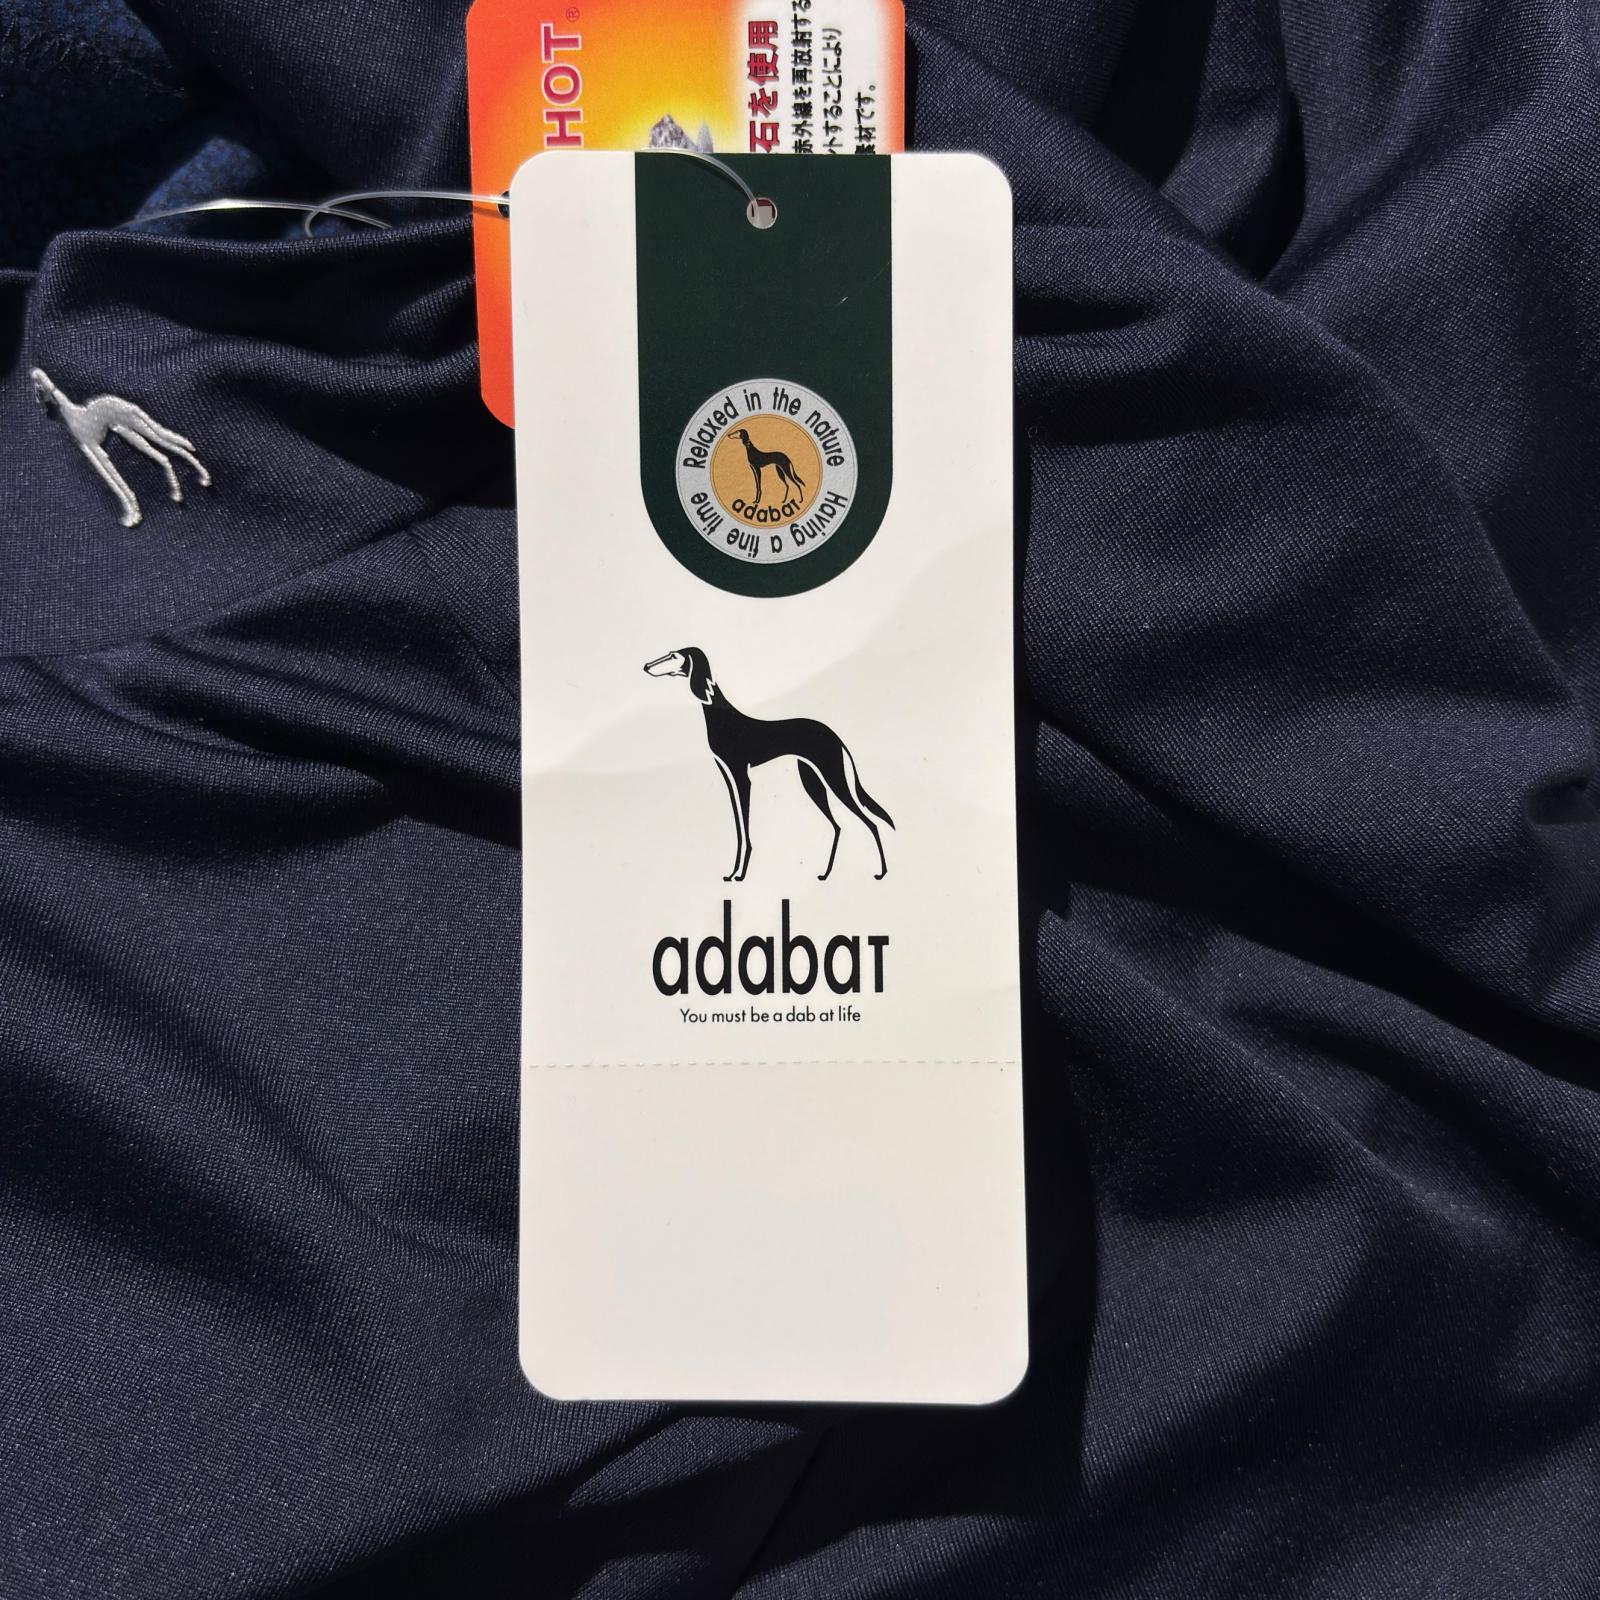 HOT®
石を使用
赤外線を再放射する
トすることにより
素材です。
Relaxed in the nature
Having a fine time
adabat
adabat
You must be a dab at life